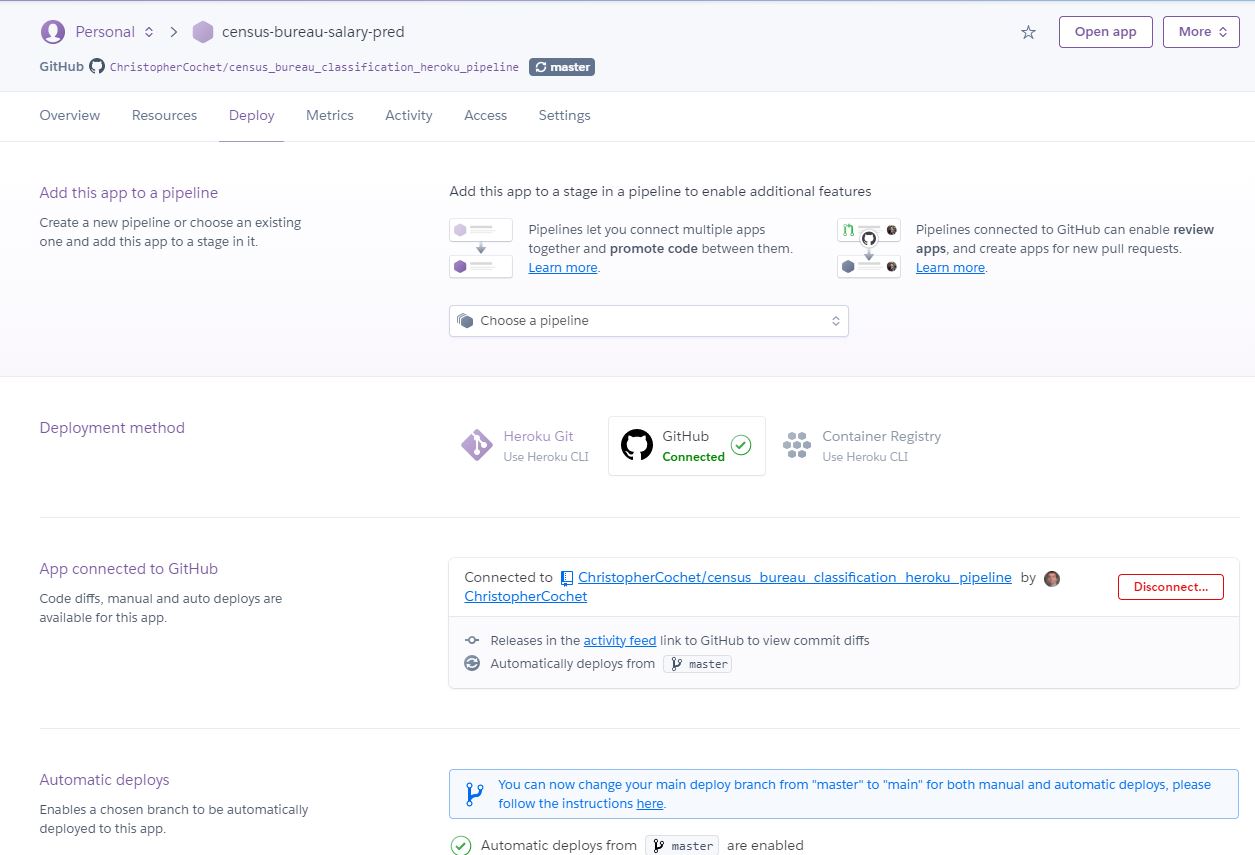 Personal census-bureau-salary-pred Open app More
GitHub ChristopherCochet/census_bureau_classification_heroku_pipeline master
Overview Resources Deploy Metrics Activity Access Settings
Add this app to a pipeline
Create a new pipeline or choose an existing
one and add this app to a stage in it.
Add this app to a stage in a pipeline to enable additional features
Pipelines let you connect multiple apps
together and promote code between them.
Learn more.
Pipelines connected to GitHub can enable review
apps, and create apps for new pull requests.
Learn more.
Choose a pipeline
Deployment method
Heroku Git
Use Heroku CLI
GitHub
Connected
Container Registry
Use Heroku CLI
App connected to GitHub
Code diffs, manual and auto deploys are
available for this app.
Connected to ChristopherCochet/census_bureau_classification_heroku_pipeline by
ChristopherCochet
Disconnect...
Releases in the activity feed link to GitHub to view commit diffs
Automatically deploys from master
Automatic deploys
Enables a chosen branch to be automatically
deployed to this app.
You can now change your main deploy branch from "master" to "main" for both manual and automatic deploys, please
follow the instructions here.
Automatic deploys from master are enabled